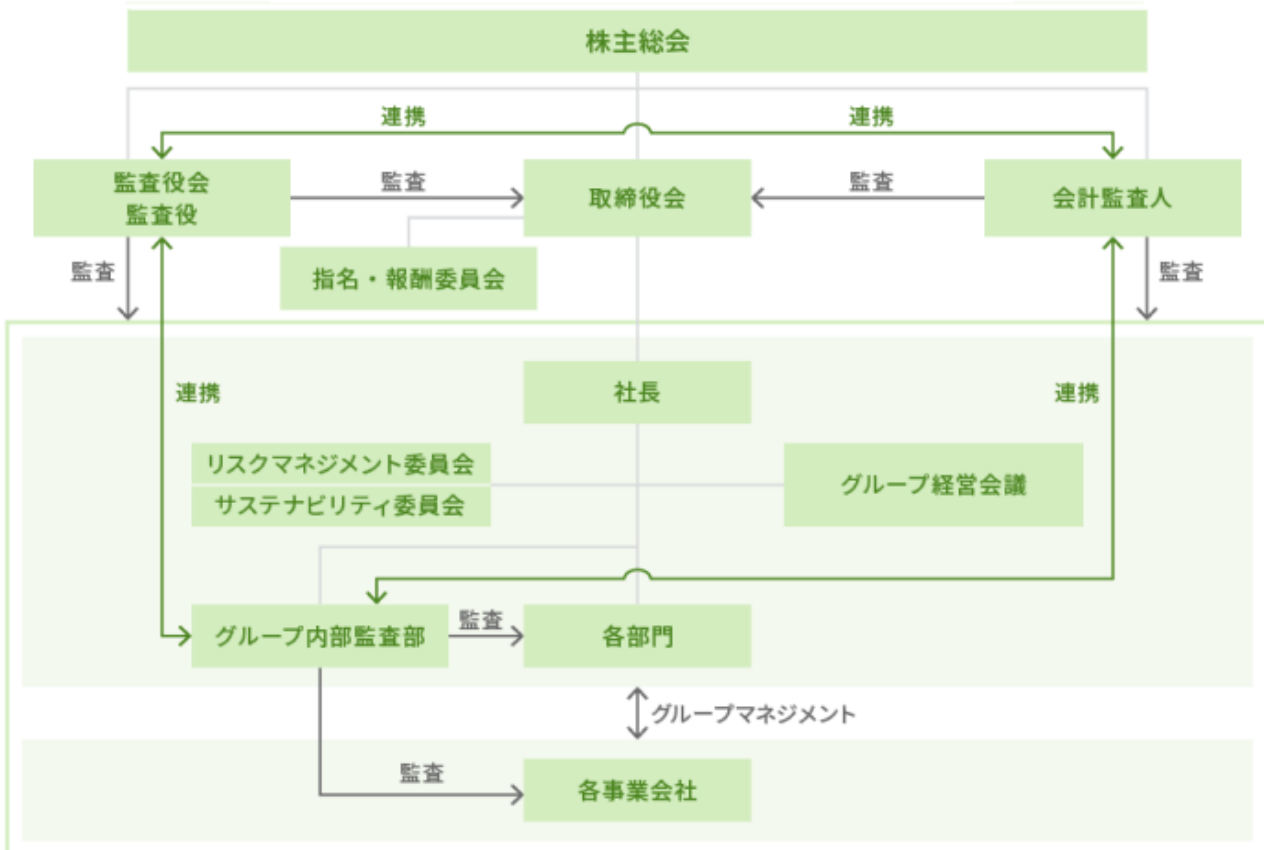 株主総会
連携
連携
監査役会
監査役
監査
取締役会
監査
会計監査人
監査
指名・報酬委員会
監査
社長
連携
連携
リスクマネジメント委員会
サステナビリティ委員会
グループ経営会議
グループ内部監査部
監査
各部門
グループマネジメント
監査
各事業会社